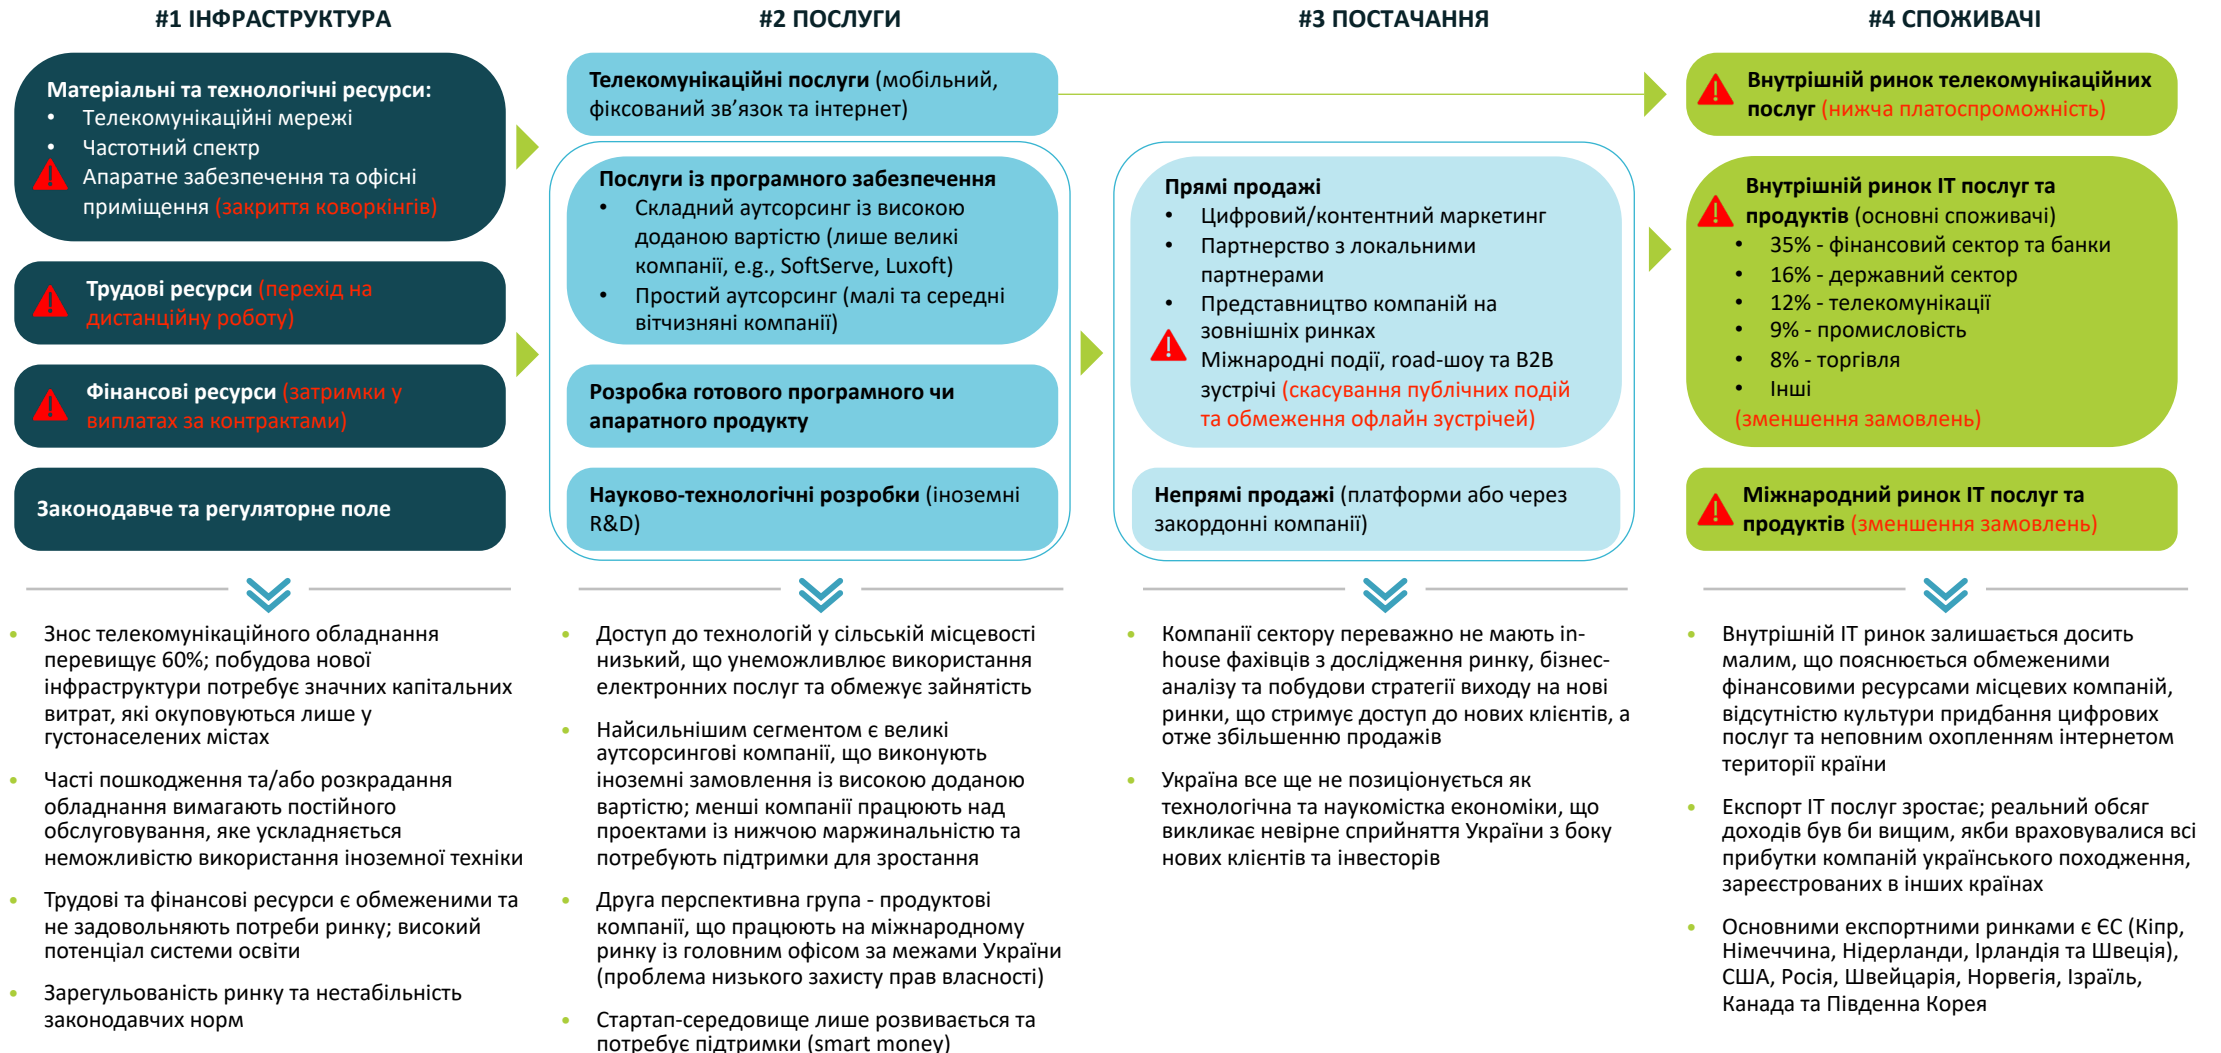 #1 ІНФРАСТРУКТУРА
Матеріальні та технологічні ресурси:
• Телекомунікаційні мережі
• Частотний спектр
• Апаратне забезпечення та офісні
приміщення (закриття коворкінгів)
Трудові ресурси (перехід на
дистанційну роботу)
Фінансові ресурси (затримки у
виплатах за контрактами)
Законодавче та регуляторне поле
• Знос телекомунікаційного обладнання
перевищує 60%; побудова нової
інфраструктури потребує значних капітальних
витрат, які окуповуються лише у
густонаселених містах
• Часті пошкодження та/або розкрадання
обладнання вимагають постійного
обслуговування, яке ускладняється
неможливістю використання іноземної техніки
• Трудові та фінансові ресурси є обмеженими та
не задовольняють потреби ринку; високий
потенціал системи освіти
• Зарегульованість ринку та нестабільність
законодавчих норм
#2 ПОСЛУГИ
Телекомунікаційні послуги (мобільний,
фіксований зв’язок та інтернет)
Послуги із програмного забезпечення
• Складний аутсорсинг із високою
доданою вартістю (лише великі
компанії, e.g., SoftServe, Luxoft)
• Простий аутсорсинг (малі та середні
вітчизняні компанії)
Розробка готового програмного чи
апаратного продукту
Науково-технологічні розробки (іноземні
R&D)
• Доступ до технологій у сільській місцевості
низький, що унеможливлює використання
електронних послуг та обмежує зайнятість
• Найсильнішим сегментом є великі
аутсорсингові компанії, що виконують
іноземні замовлення із високою доданою
вартістю; менші компанії працюють над
проектами із нижчою маржинальністю та
потребують підтримки для зростання
• Друга перспективна група - продуктові
компанії, що працюють на міжнародному
ринку із головним офісом за межами України
(проблема низького захисту прав власності)
• Стартап-середовище лише розвивається та
потребує підтримки (smart money)
#3 ПОСТАЧАННЯ
Прямі продажі
• Цифровий/контентний маркетинг
• Партнерство з локальними
партнерами
• Представництво компаній на
зовнішніх ринках
• Міжнародні події, road-шоу та B2B
зустрічі (скасування публічних подій
та обмеження офлайн зустрічей)
Непрямі продажі (платформи або через
закордонні компанії)
• Компанії сектору переважно не мають in-
house фахівців з дослідження ринку, бізнес-
аналізу та побудови стратегії виходу на нові
ринки, що стримує доступ до нових клієнтів, а
отже збільшенню продажів
• Україна все ще не позиціонується як
технологічна та наукомістка економіки, що
викликає невірне сприйняття України з боку
нових клієнтів та інвесторів
#4 СПОЖИВАЧІ
Внутрішній ринок телекомунікаційних
послуг (нижча платоспроможність)
Внутрішній ринок ІТ послуг та
продуктів (основні споживачі)
• 35% - фінансовий сектор та банки
• 16% - державний сектор
• 12% - телекомунікації
• 9% - промисловість
• 8% - торгівля
• Інші
(зменшення замовлень)
Міжнародний ринок ІТ послуг та
продуктів (зменшення замовлень)
• Внутрішній ІТ ринок залишається досить
малим, що пояснюється обмеженими
фінансовими ресурсами місцевих компаній,
відсутністю культури придбання цифрових
послуг та неповним охопленням інтернетом
території країни
• Експорт ІТ послуг зростає; реальний обсяг
доходів був би вищим, якби враховувалися всі
прибутки компаній українського походження,
зареєстрованих в інших країнах
• Основними експортними ринками є ЄС (Кіпр,
Німеччина, Нідерланди, Ірландія та Швеція),
США, Росія, Швейцарія, Норвегія, Ізраїль,
Канада та Південна Корея